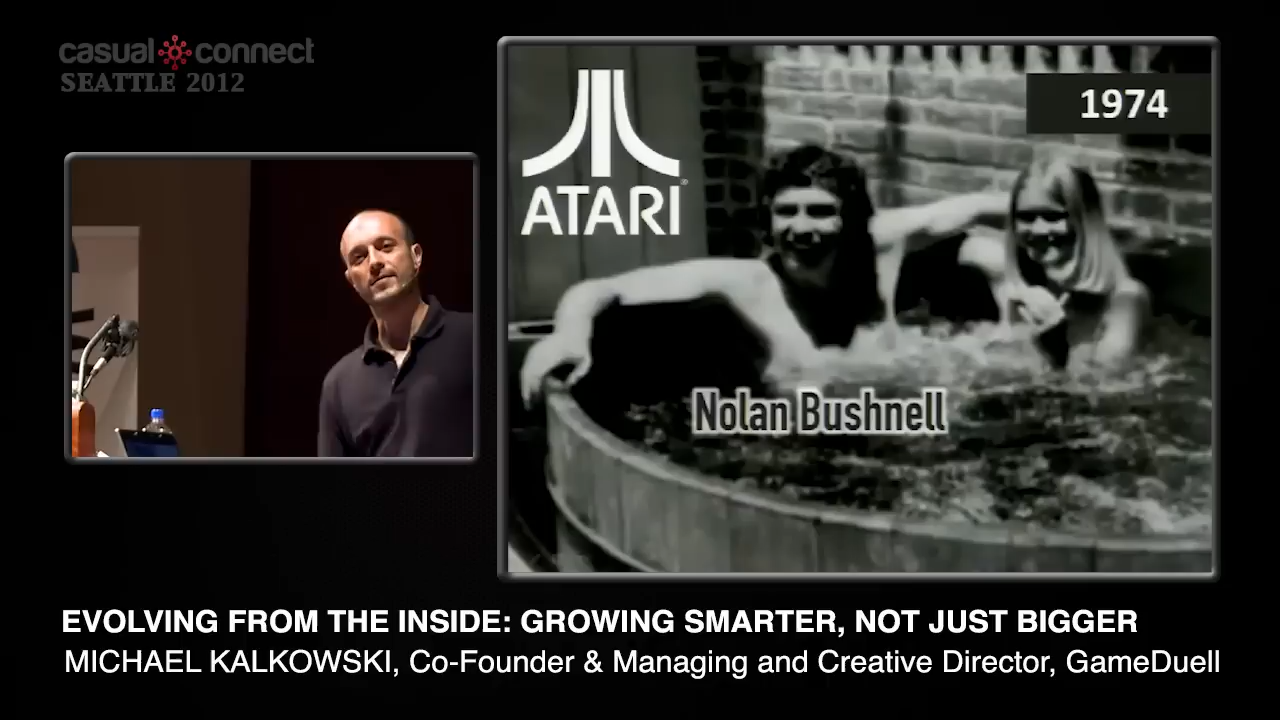 casual connect
SEATTLE 2012
ATARI
1974
Nolan Bushnell
EVOLVING FROM THE INSIDE: GROWING SMARTER, NOT JUST BIGGER
MICHAEL KALKOWSKI, Co-Founder & Managing and Creative Director, GameDuell